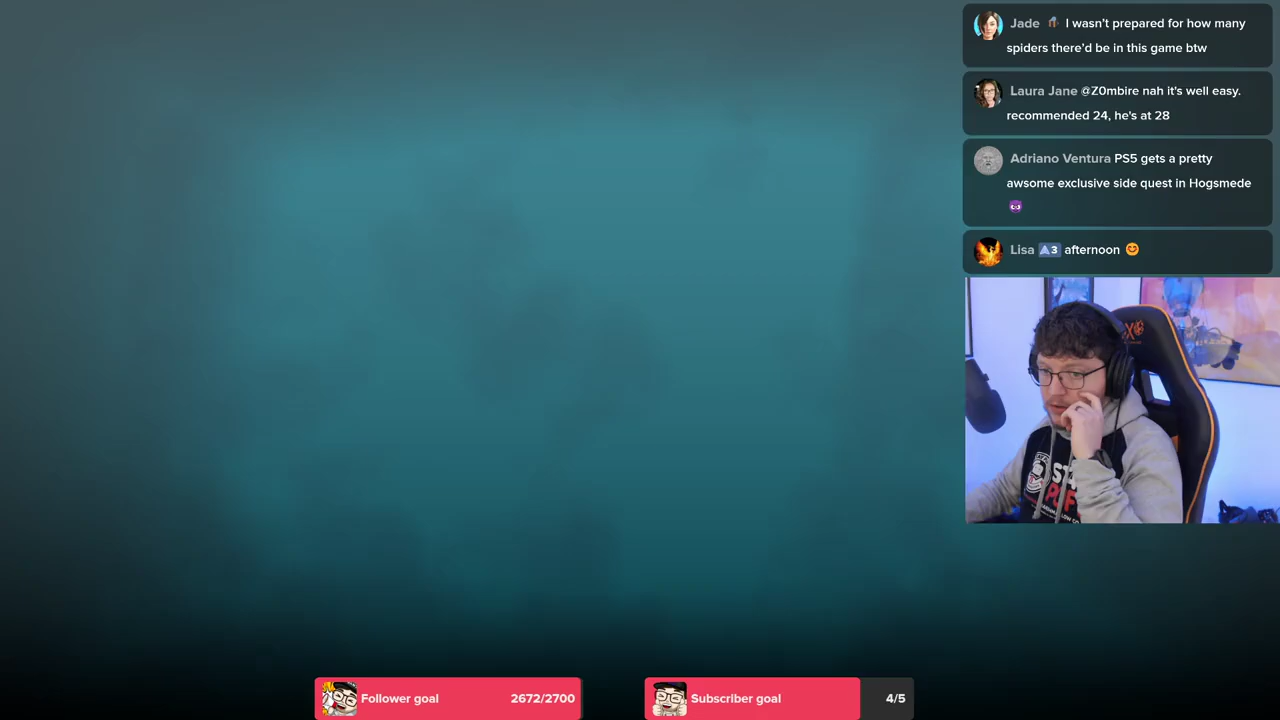 Jade I wasn't prepared for how many
spiders there'd be in this game btw
Laura Jane @Z0mbire nah it's well easy.
recommended 24, he's at 28
Adriano Ventura PS5 gets a pretty
awsome exclusive side quest in Hogsmede
Lisa 3 afternoon
Follower goal 2672/2700
Subscriber goal 4/5